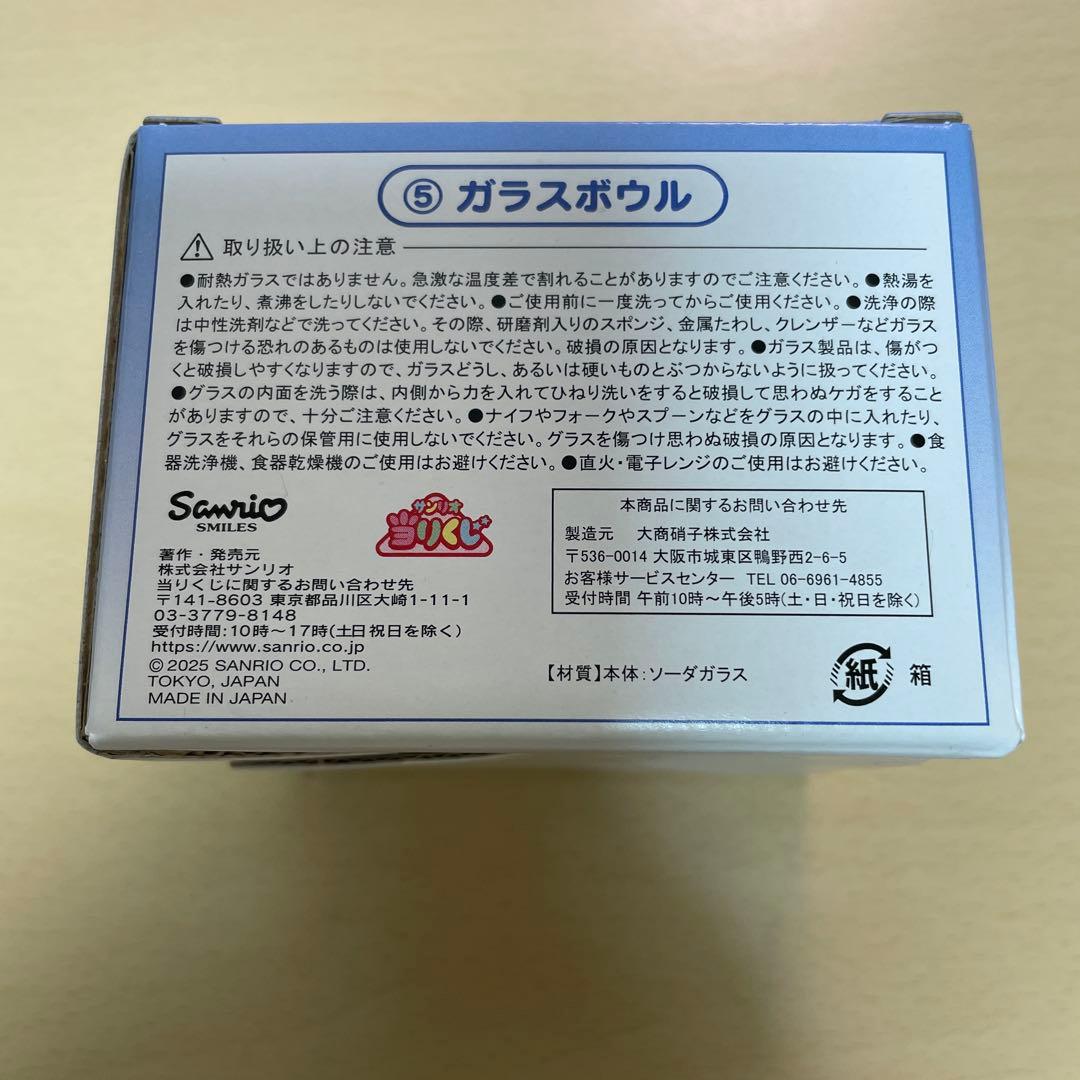 ⑤ ガラスボウル
取り扱い上の注意
●耐熱ガラスではありません。急激な温度差で割れることがありますのでご注意ください。●熱湯を
入れたり、煮沸をしたりしないでください。●ご使用前に一度洗ってからご使用ください。●洗浄の際
は中性洗剤などで洗ってください。その際、研磨剤入りのスポンジ、金属たわし、クレンザーなどガラス
を傷つける恐れのあるものは使用しないでください。破損の原因となります。●ガラス製品は、傷がつ
くと破損しやすくなりますので、ガラスどうし、あるいは硬いものとぶつからないように扱ってください。
●グラスの内面を洗う際は、内側から力を入れてひねり洗いをすると破損して思わぬケガをすること
がありますので、十分ご注意ください。●ナイフやフォークやスプーンなどをグラスの中に入れたり、
グラスをそれらの保管用に使用しないでください。グラスを傷つけ思わぬ破損の原因となります。●食
器洗浄機、食器乾燥機のご使用はお避けください。●直火・電子レンジのご使用はお避けください。
Sanrio
SMILES
サンリオ
当りくじ
著作・発売元
株式会社サンリオ
当りくじに関するお問い合わせ先
〒141-8603 東京都品川区大崎1-11-1
03-3779-8148
受付時間:10時～17時(土日祝日を除く)
https://www.sanrio.co.jp
© 2025 SANRIO CO., LTD.
TOKYO, JAPAN
MADE IN JAPAN
本商品に関するお問い合わせ先
製造元 大商硝子株式会社
〒536-0014 大阪市城東区鴫野西2-6-5
お客様サービスセンター TEL 06-6961-4855
受付時間 午前10時～午後5時(土・日・祝日を除く)
【材質】本体:ソーダガラス
紙 箱